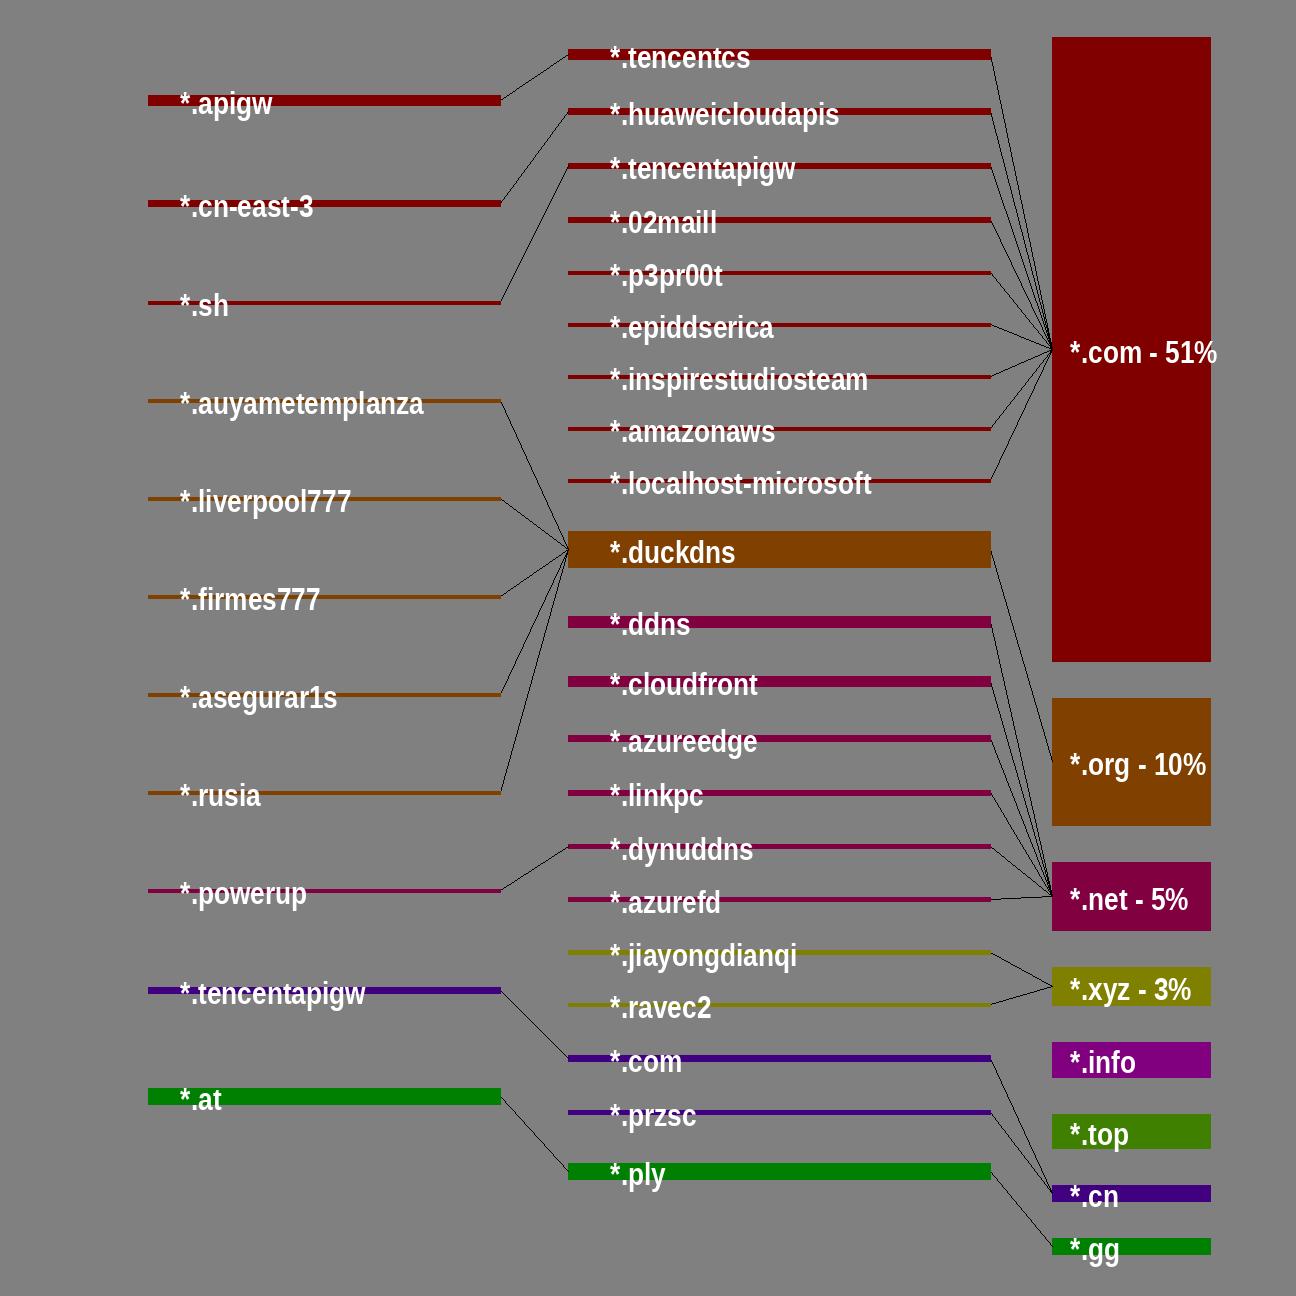 *.apigw
*.cn-east-3
*.sh
*.auyametemplanza
*.liverpool777
*.firmes777
*.asegurar1s
*.rusia
*.powerup
*.tencentapigw
*.at
*.tencentcs
*.huaweicloudapis
*.tencentapigw
*.02maill
*.p3pr00t
*.epiddserica
*.inspirestudiosteam
*.amazonaws
*.localhost-microsoft
*.duckdns
*.ddns
*.cloudfront
*.azureedge
*.linkpc
*.dynuddns
*.azurefd
*.jiayongdianqi
*.ravec2
*.com
*.przsc
*.ply
*.com - 51%
*.org - 10%
*.net - 5%
*.xyz - 3%
*.info
*.top
*.cn
*.gg